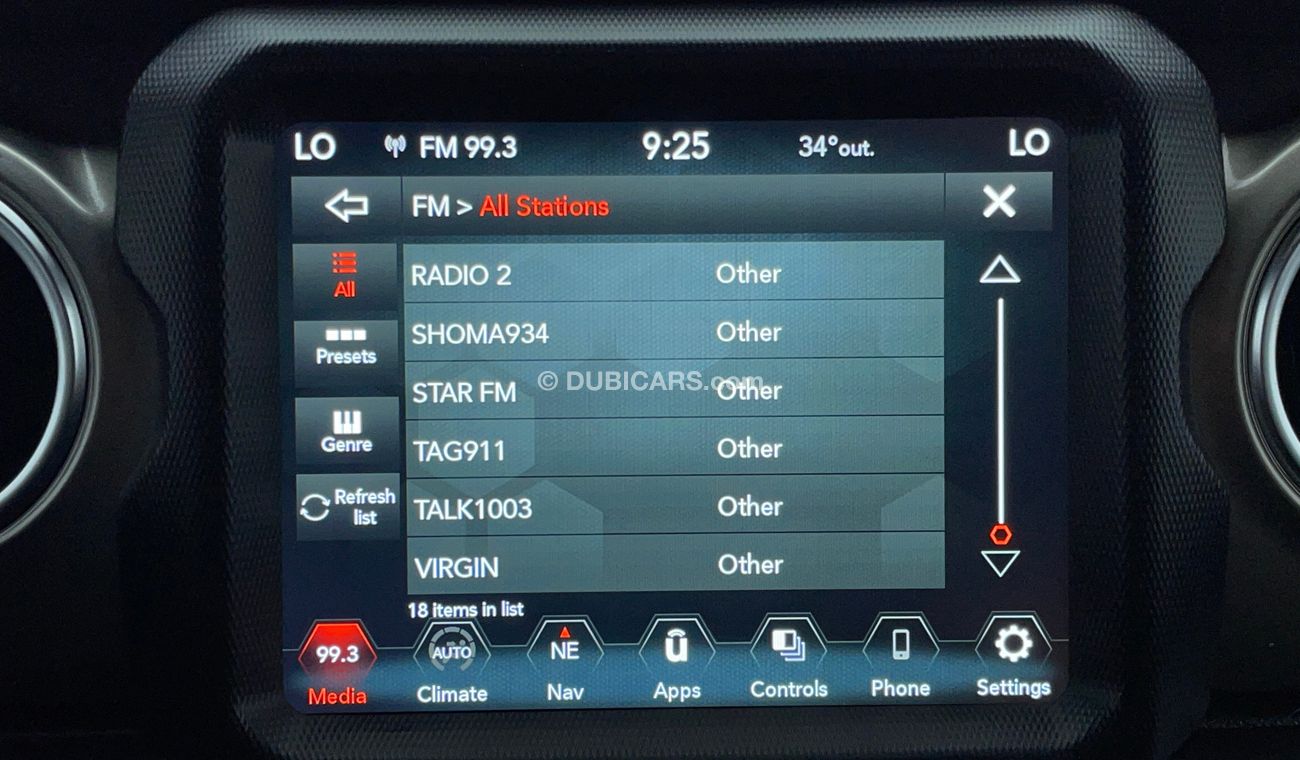 LO FM 99.3 9:25 34°out. LO
FM > All Stations
All
Presets
Genre
Refresh
list
RADIO 2 Other
SHOMA934 Other
STAR FM Other
TAG911 Other
TALK1003 Other
VIRGIN Other
© DUBICARS.com
18 items in list
99.3 AUTO NE
Media Climate Nav Apps Controls Phone Settings